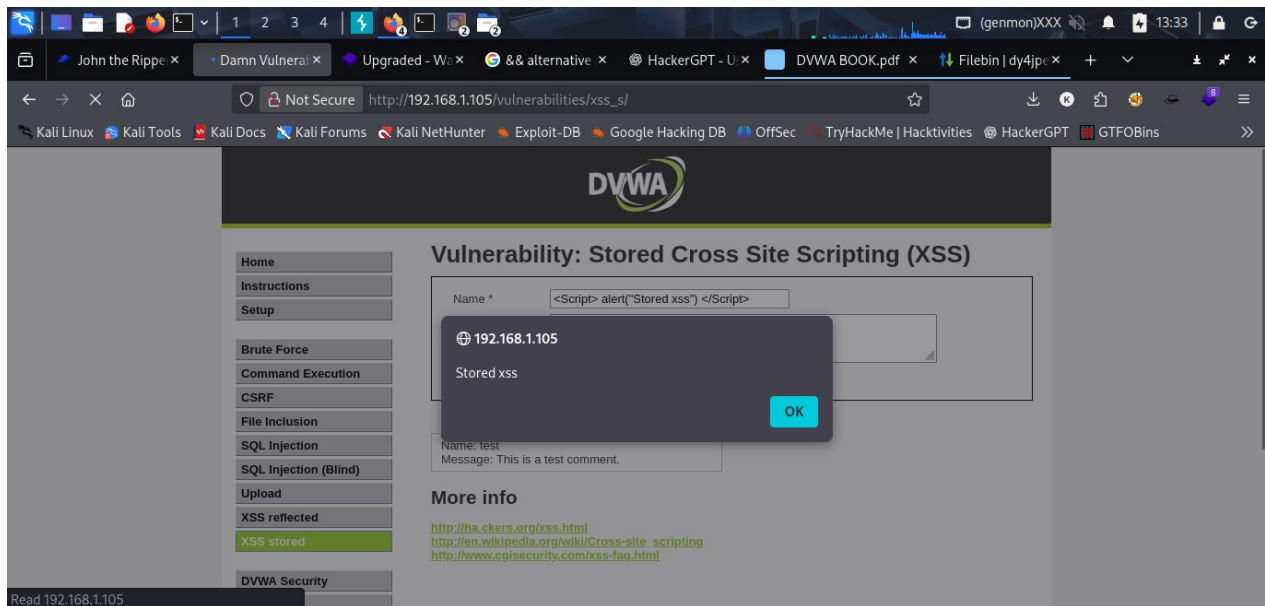 1 2 3 4 2 2 (genmon)XXX 13:33
John the Rippe Damn Vulneral Upgraded - Wa && alternative HackerGPT - U DVWA BOOK.pdf Filebin | dy4jpe
Not Secure http://192.168.1.105/vulnerabilities/xss_s/ K 8
Kali Linux Kali Tools Kali Docs Kali Forums Kali NetHunter Exploit-DB Google Hacking DB OffSec TryHackMe | Hacktivities HackerGPT GTFOBins
DVWA
Home
Instructions
Setup
Brute Force
Command Execution
CSRF
File Inclusion
SQL Injection
SQL Injection (Blind)
Upload
XSS reflected
XSS stored
DVWA Security
Vulnerability: Stored Cross Site Scripting (XSS)
Name * <Script> alert("Stored xss") </Script>
192.168.1.105
Stored xss
OK
Name: test
Message: This is a test comment.
More info
http://ha.ckers.org/xss.html
http://en.wikipedia.org/wiki/Cross-site_scripting
http://www.cgisecurity.com/xss-faq.html
Read 192.168.1.105